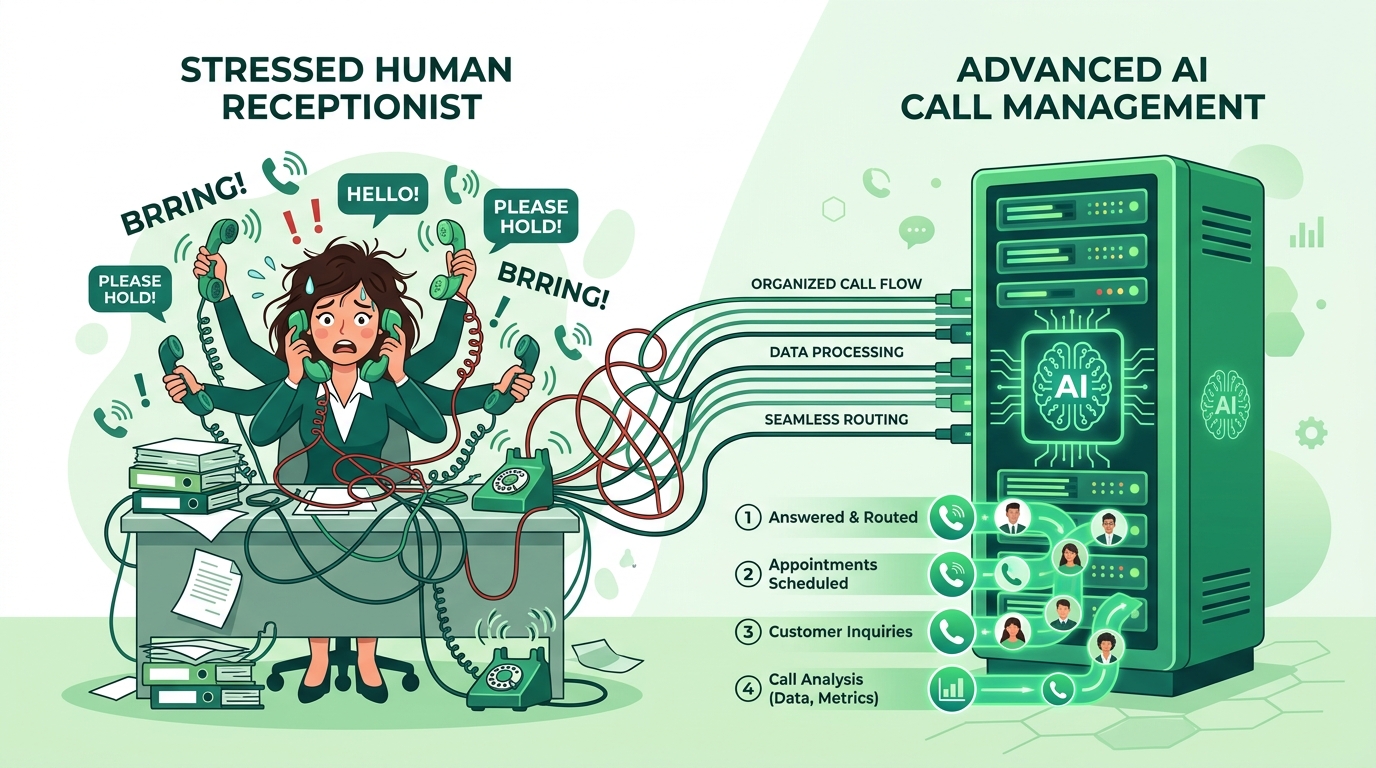 STRESSED HUMAN
RECEPTIONIST
BRRING!
HELLO!
PLEASE
HOLD!
PLEASE
HOLD!
BRRING!
ADVANCED AI
CALL MANAGEMENT
ORGANIZED CALL FLOW
DATA PROCESSING
SEAMLESS ROUTING
AI
AI
1 Answered & Routed
2 Appointments
Scheduled
3 Customer Inquiries
4 Call Analysis
(Data, Metrics)